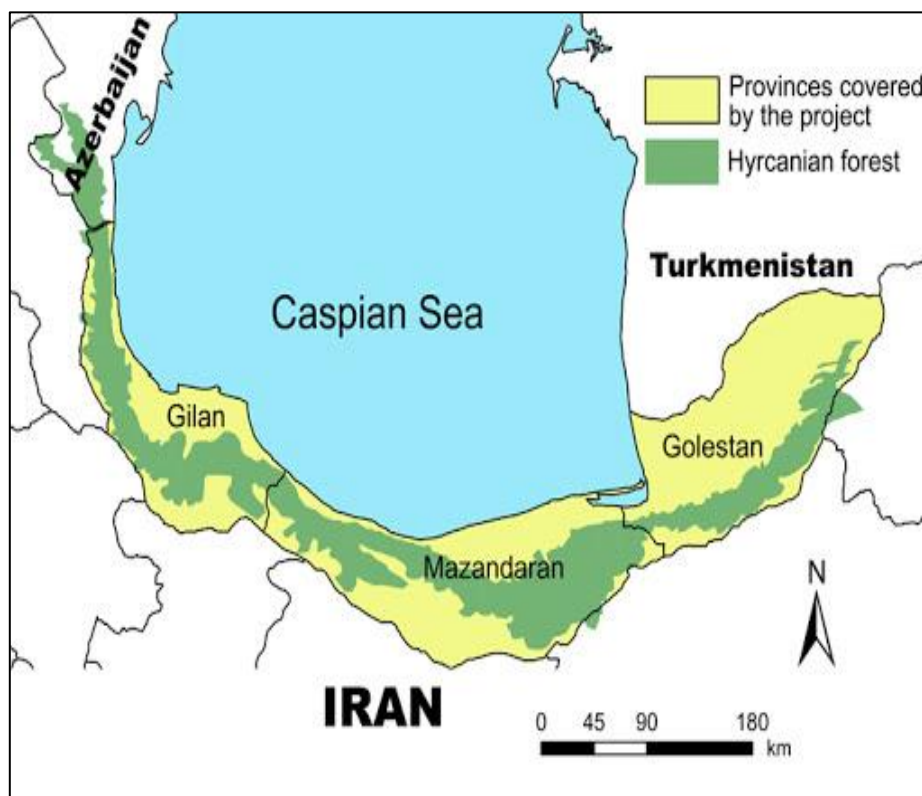 Azerbaijan
Provinces covered
by the project
Hyrcanian forest
Turkmenistan
Caspian Sea
Gilan
Golestan
Mazandaran
N
IRAN
0 45 90 180
km